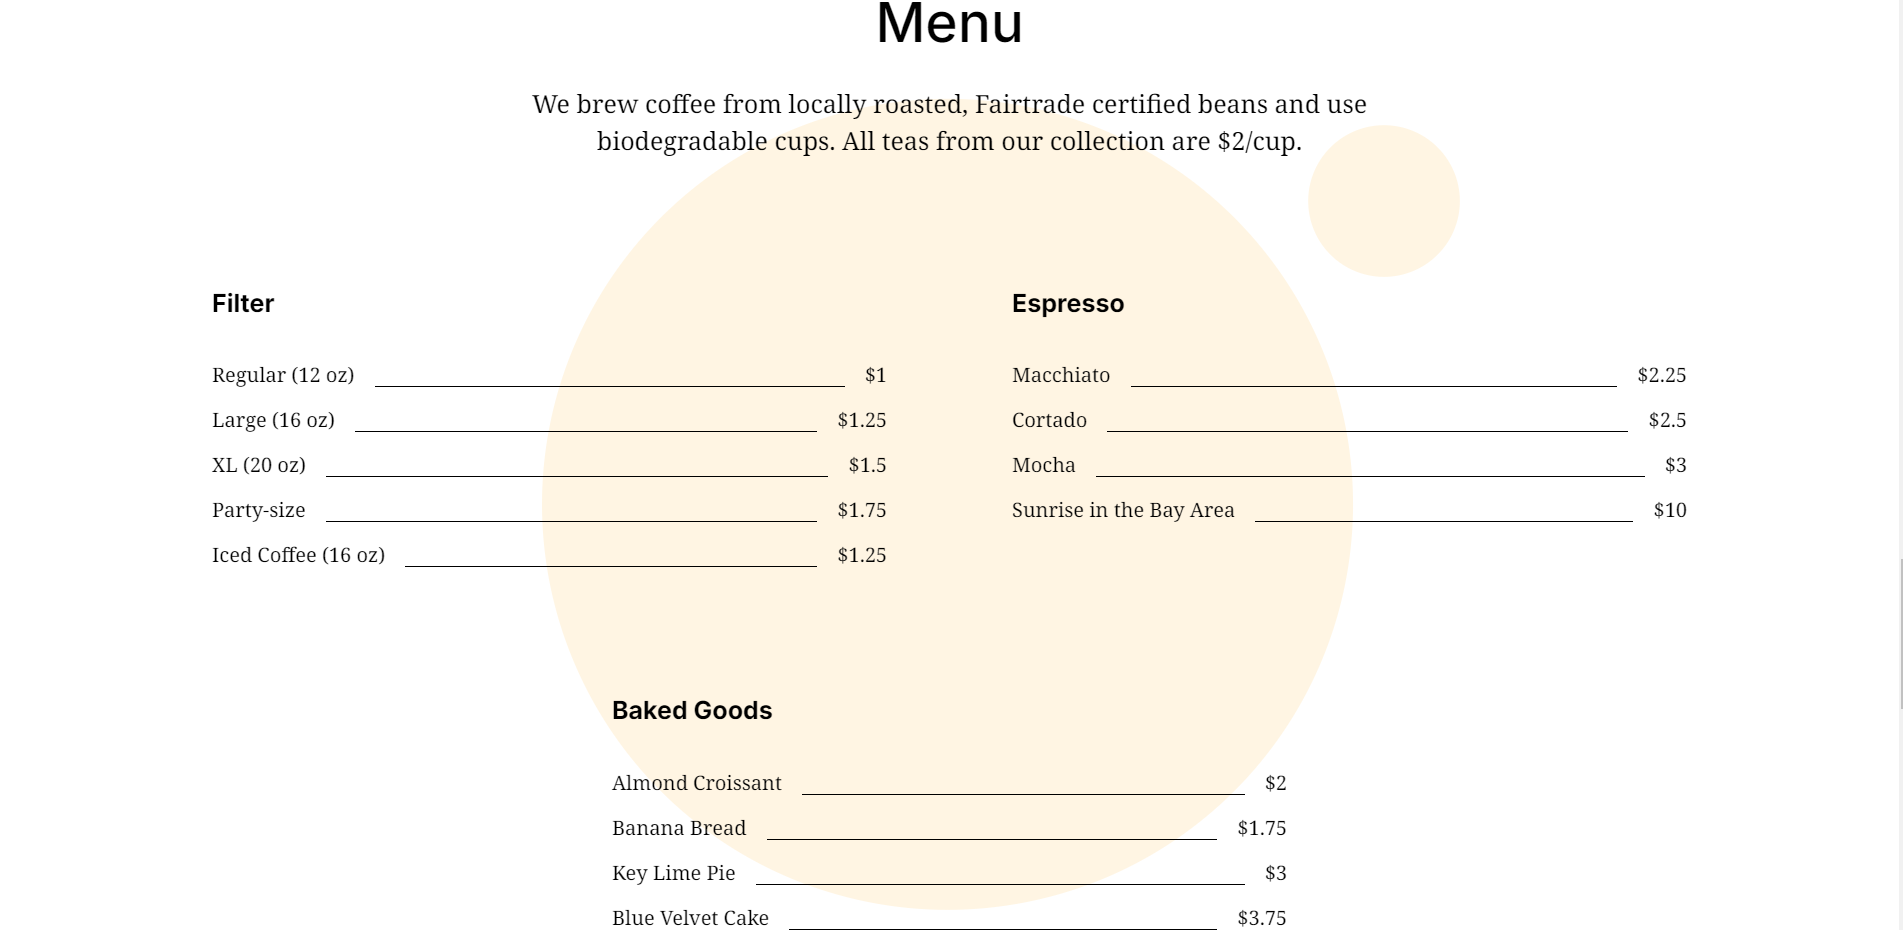 Menu
We brew coffee from locally roasted, Fairtrade certified beans and use
biodegradable cups. All teas from our collection are $2/cup.
Filter
Regular (12 oz) $1
Large (16 oz) $1.25
XL (20 oz) $1.5
Party-size $1.75
Iced Coffee (16 oz) $1.25
Espresso
Macchiato $2.25
Cortado $2.5
Mocha $3
Sunrise in the Bay Area $10
Baked Goods
Almond Croissant $2
Banana Bread $1.75
Key Lime Pie $3
Blue Velvet Cake $3.75